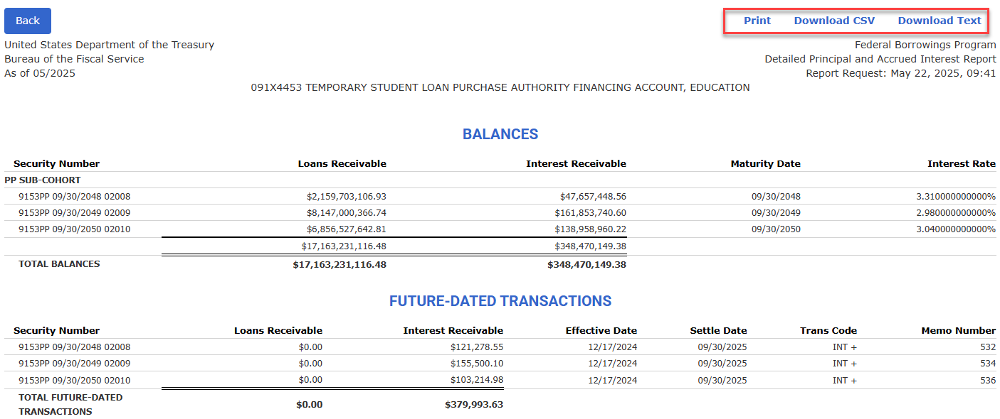 Back Print Download CSV Download Text
United States Department of the Treasury Federal Borrowings Program
Bureau of the Fiscal Service Detailed Principal and Accrued Interest Report
As of 05/2025 Report Request: May 22, 2025, 09:41
091X4453 TEMPORARY STUDENT LOAN PURCHASE AUTHORITY FINANCING ACCOUNT, EDUCATION
BALANCES
Security Number Loans Receivable Interest Receivable Maturity Date Interest Rate
PP SUB-COHORT
9153PP 09/30/2048 02008 $2,159,703,106.93 $47,657,448.56 09/30/2048 3.310000000000%
9153PP 09/30/2049 02009 $8,147,000,366.74 $161,853,740.60 09/30/2049 2.980000000000%
9153PP 09/30/2050 02010 $6,856,527,642.81 $138,958,960.22 09/30/2050 3.040000000000%
$17,163,231,116.48 $348,470,149.38
TOTAL BALANCES $17,163,231,116.48 $348,470,149.38
FUTURE-DATED TRANSACTIONS
Security Number Loans Receivable Interest Receivable Effective Date Settle Date Trans Code Memo Number
9153PP 09/30/2048 02008 $0.00 $121,278.55 12/17/2024 09/30/2025 INT + 532
9153PP 09/30/2049 02009 $0.00 $155,500.10 12/17/2024 09/30/2025 INT + 534
9153PP 09/30/2050 02010 $0.00 $103,214.98 12/17/2024 09/30/2025 INT + 536
TOTAL FUTURE-DATED
TRANSACTIONS $0.00 $379,993.63